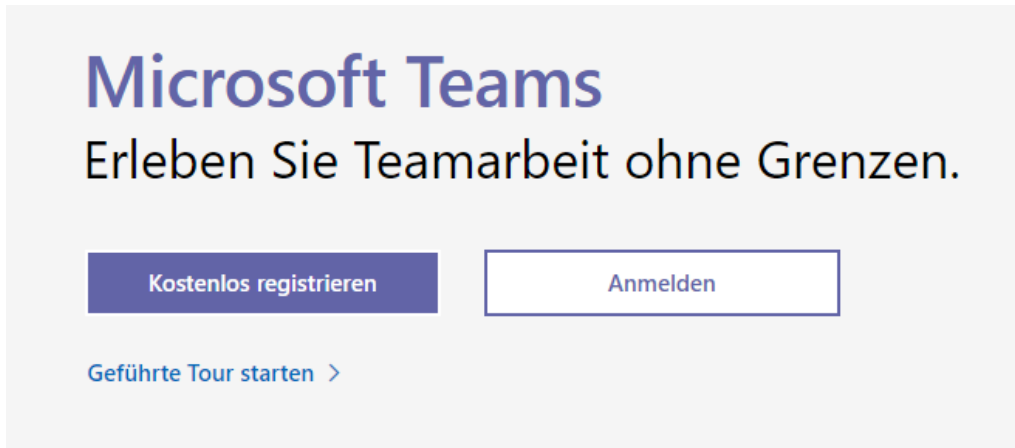 Microsoft Teams
Erleben Sie Teamarbeit ohne Grenzen.
Kostenlos registrieren
Anmelden
Geführte Tour starten >